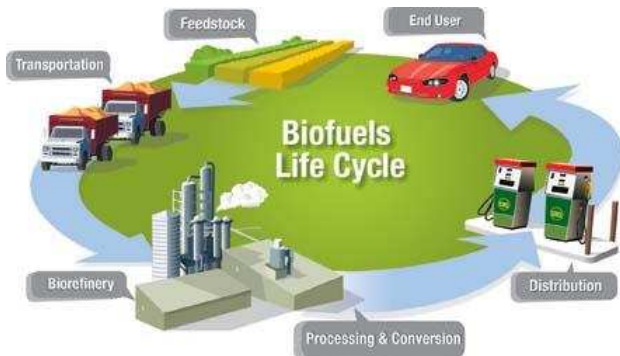 Feedstock
End User
Transportation
Biofuels
Life Cycle
Biorefinery
Distribution
Processing & Conversion